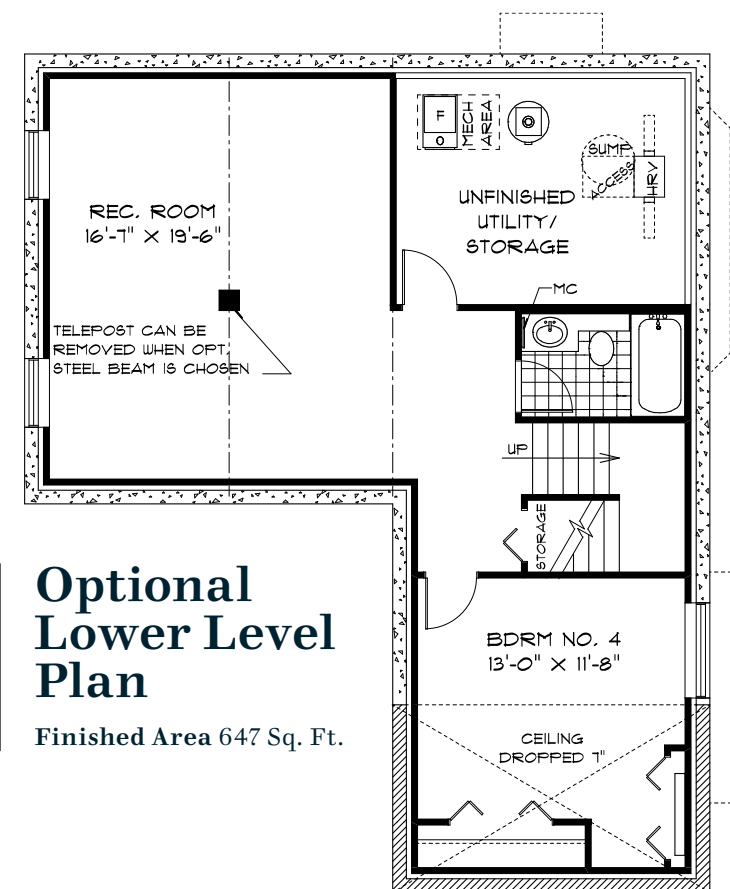 F
O
MECH
AREA
SUMP
ACCESS
HRV
UNFINISHED
UTILITY/
STORAGE
REC. ROOM
16'-7" X 19'-6"
MC
TELEPOST CAN BE
REMOVED WHEN OPT.
STEEL BEAM IS CHOSEN
UP
STORAGE
Optional
Lower Level
Plan
Finished Area 647 Sq. Ft.
BDRM NO. 4
13'-0" X 11'-8"
CEILING
DROPPED 7"